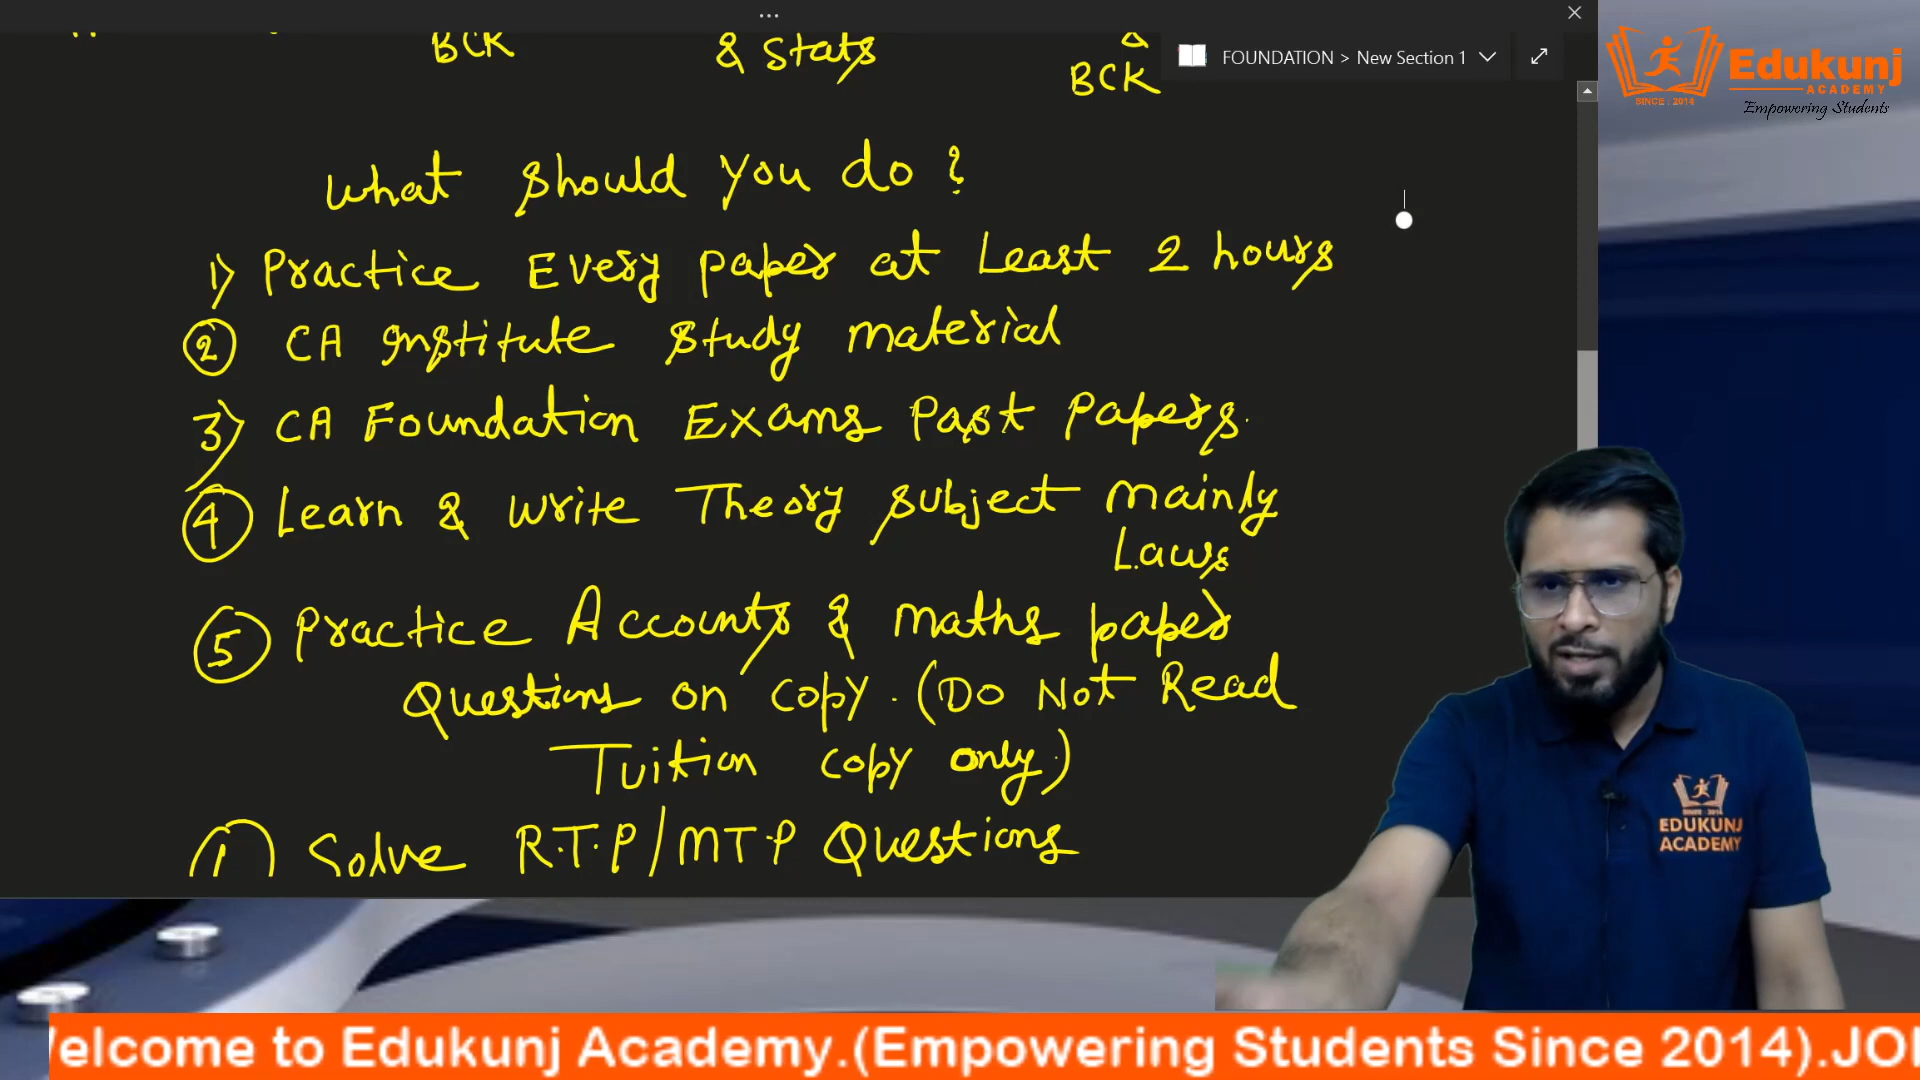 BCK
& Stats
&
BCK
FOUNDATION > New Section 1
Edukunj
ACADEMY
SINCE : 2014
Empowering Students
What should you do ?
1) Practice Every paper at Least 2 hours
2 CA Institute Study material
3) CA Foundation Exams Past Papers.
4 Learn & write Theory subject mainly
Laws
5 Practice Accounts & maths paper
Questions on copy. (Do Not Read
Tuition copy only.)
Solve R.T.P/MT.P Questions
EDUKUNJ
ACADEMY
elcome to Edukunj Academy.(Empowering Students Since 2014).JO